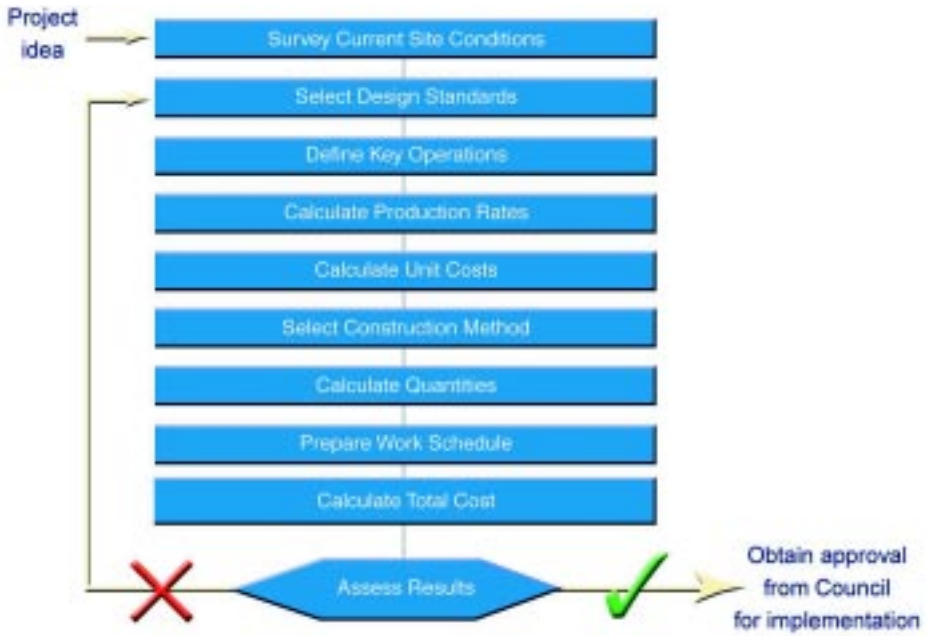 Project
idea
Survey Current Site Conditions
Select Design Standards
Define Key Operations
Calculate Production Rates
Calculate Unit Costs
Select Construction Method
Calculate Quantities
Prepare Work Schedule
Calculate Total Cost
Assess Results
Obtain approval
from Council
for implementation